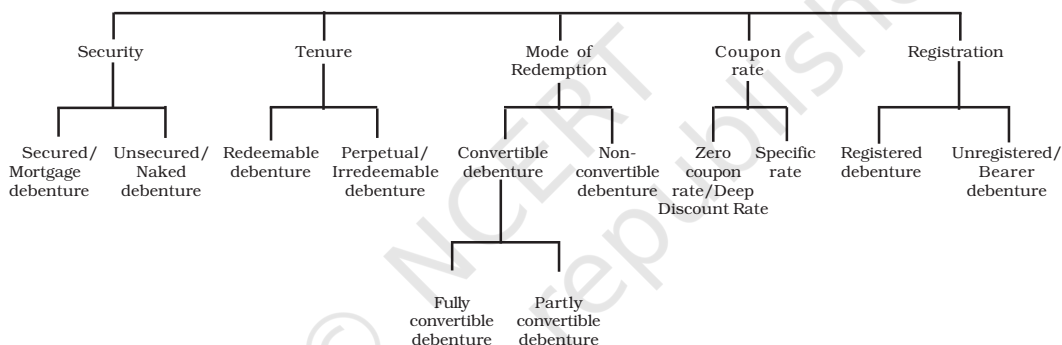 Security
Tenure
Mode of
Redemption
Coupon
rate
Registration
Secured/
Mortgage
debenture
Unsecured/
Naked
debenture
Redeemable
debenture
Perpetual/
Irredeemable
debenture
Convertible
debenture
Non-
convertible
debenture
Zero
coupon
rate/Deep
Discount Rate
Specific
rate
Registered
debenture
Unregistered/
Bearer
debenture
Fully
convertible
debenture
Partly
convertible
debenture
© NCERT
republishe